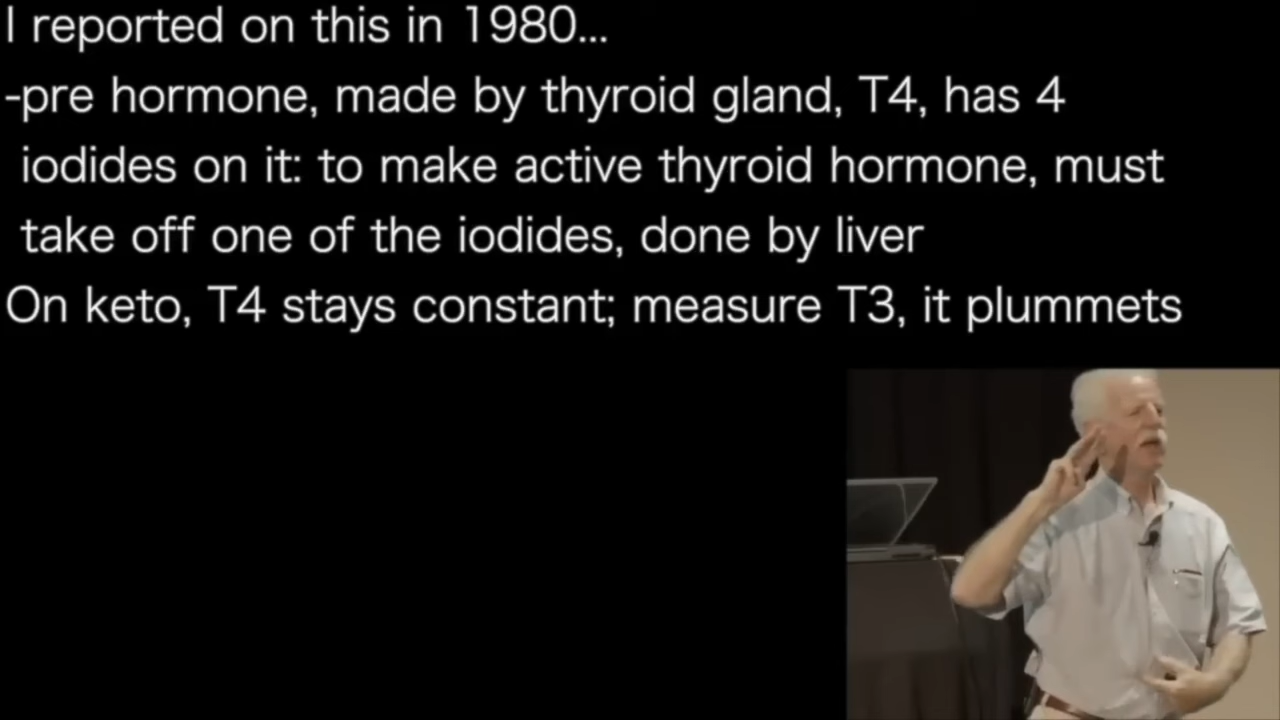 I reported on this in 1980...
-pre hormone, made by thyroid gland, T4, has 4
iodides on it: to make active thyroid hormone, must
take off one of the iodides, done by liver
On keto, T4 stays constant; measure T3, it plummets